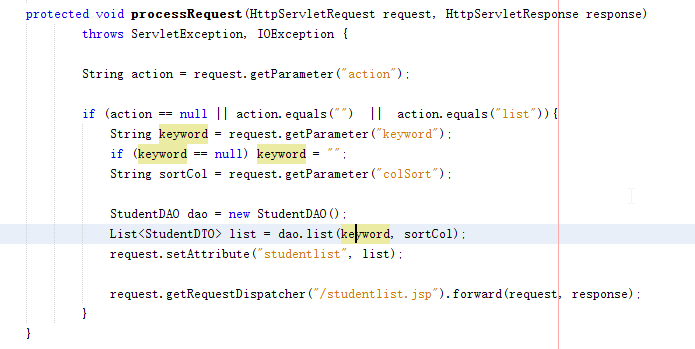 protected void processRequest(HttpServletRequest request, HttpServletResponse response)
throws ServletException, IOException {
String action = request.getParameter("action");
if (action == null || action.equals("")  ||  action.equals("list")){
String keyword = request.getParameter("keyword");
if (keyword == null) keyword = "";
String sortCol = request.getParameter("colSort");
StudentDAO dao = new StudentDAO();
List<StudentDTO> list = dao.list(keyword, sortCol);
request.setAttribute("studentlist", list);
request.getRequestDispatcher("/studentlist.jsp").forward(request, response);
}
}